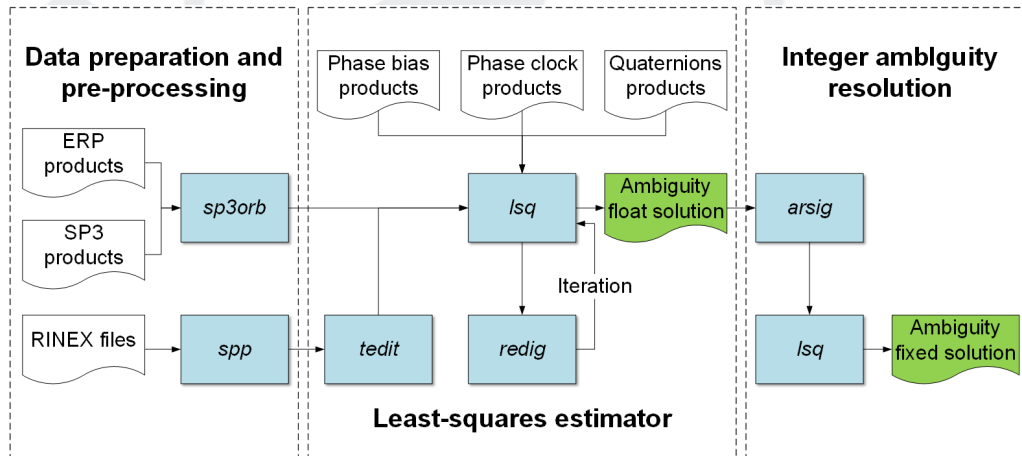 Data preparation and
pre-processing
ERP
products
SP3
products
RINEX files
sp3orb
spp
Phase bias
products
Phase clock
products
Quaternions
products
lsq
Ambiguity
float solution
Iteration
tedit
redig
Least-squares estimator
Integer ambIguity
resolution
arsig
lsq
Ambiguity
fixed solution